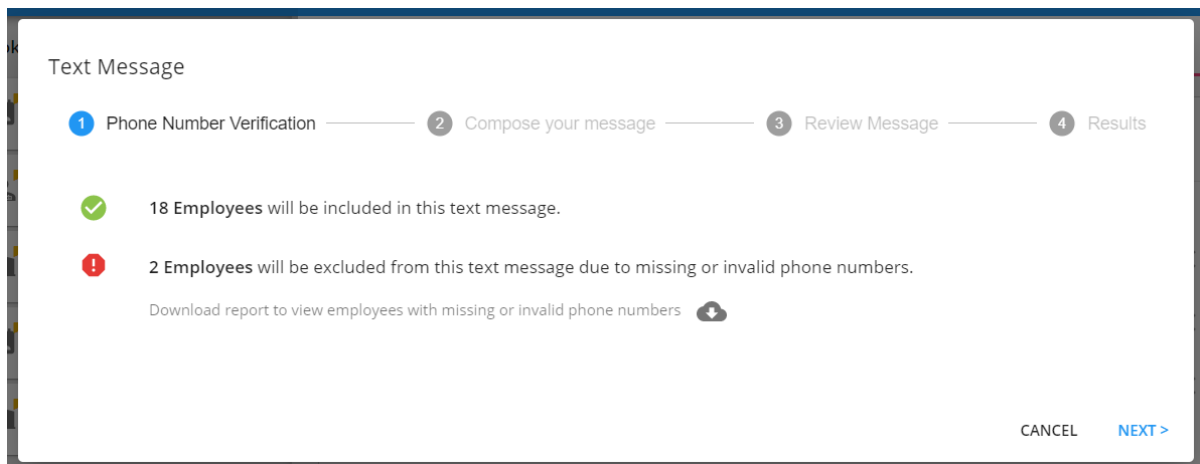 Text Message
1 Phone Number Verification 2 Compose your message 3 Review Message 4 Results
18 Employees will be included in this text message.
2 Employees will be excluded from this text message due to missing or invalid phone numbers.
Download report to view employees with missing or invalid phone numbers
CANCEL NEXT >